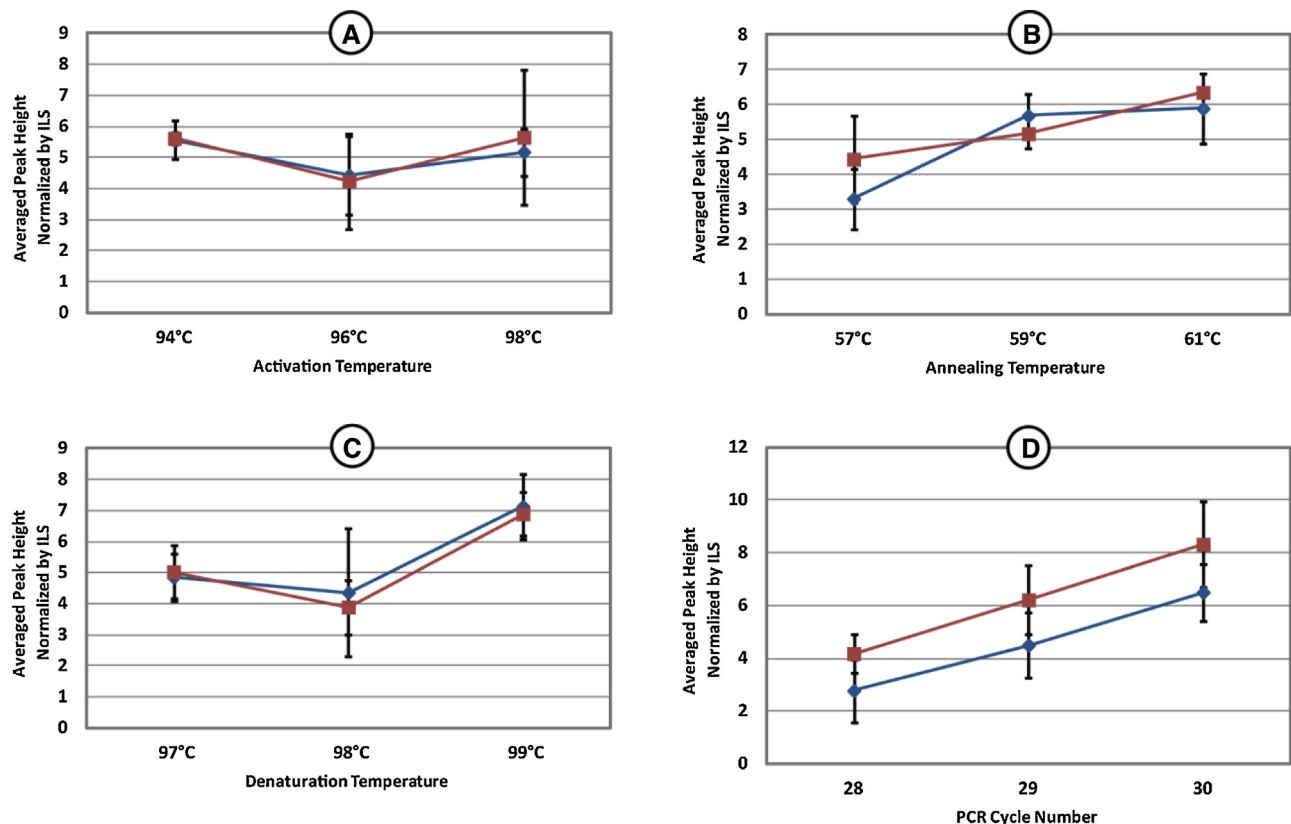 A
9
8
7
6
5
4
3
2
1
0
Averaged Peak Height
Normalized by ILS
94°C 96°C 98°C
Activation Temperature
B
8
7
6
5
4
3
2
1
0
Averaged Peak Height
Normalized by ILS
57°C 59°C 61°C
Annealing Temperature
C
9
8
7
6
5
4
3
2
1
0
Averaged Peak Height
Normalized by ILS
97°C 98°C 99°C
Denaturation Temperature
D
12
10
8
6
4
2
0
Averaged Peak Height
Normalized by ILS
28 29 30
PCR Cycle Number